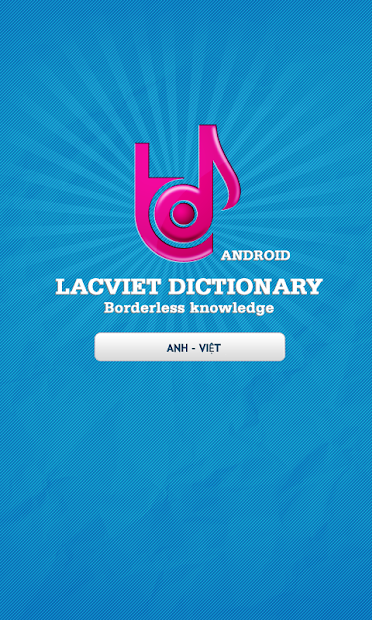 ANDROID
LACVIET DICTIONARY
Borderless knowledge
ANH - VIỆT